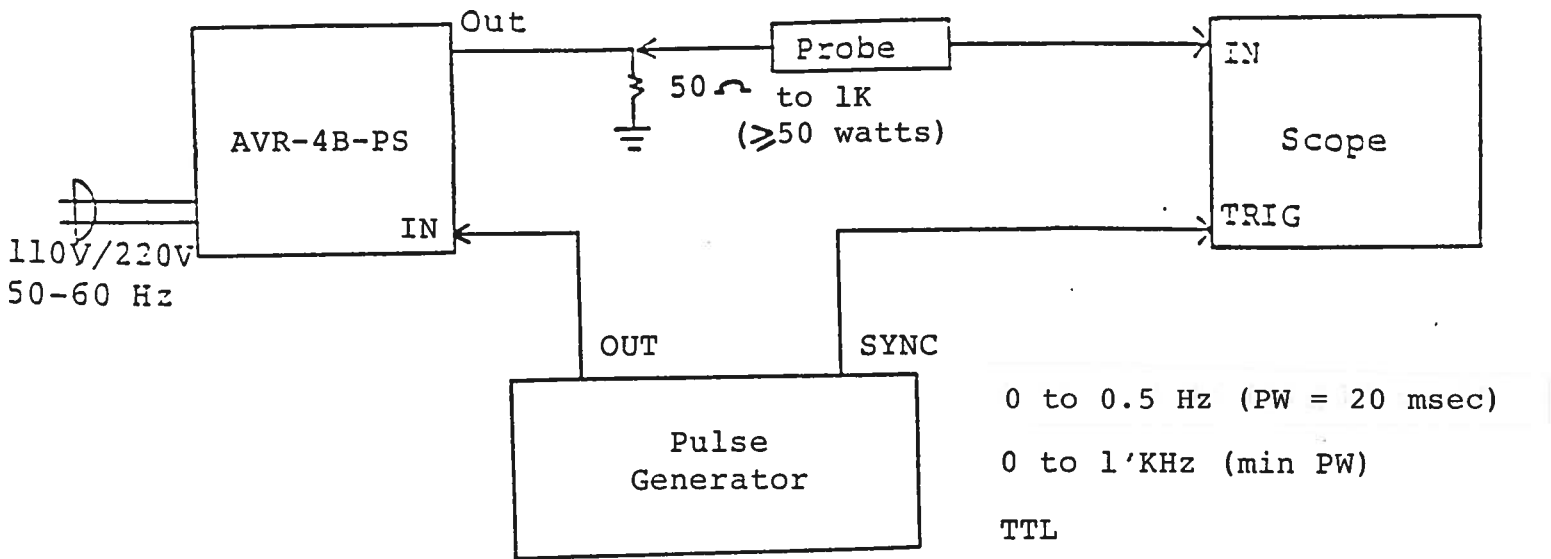 Out
Probe
IN
50 Ω to 1K
(≥50 watts)
AVR-4B-PS
Scope
IN
TRIG
110V/220V
50-60 Hz
OUT
SYNC
Pulse
Generator
0 to 0.5 Hz (PW = 20 msec)
0 to 1'KHz (min PW)
TTL